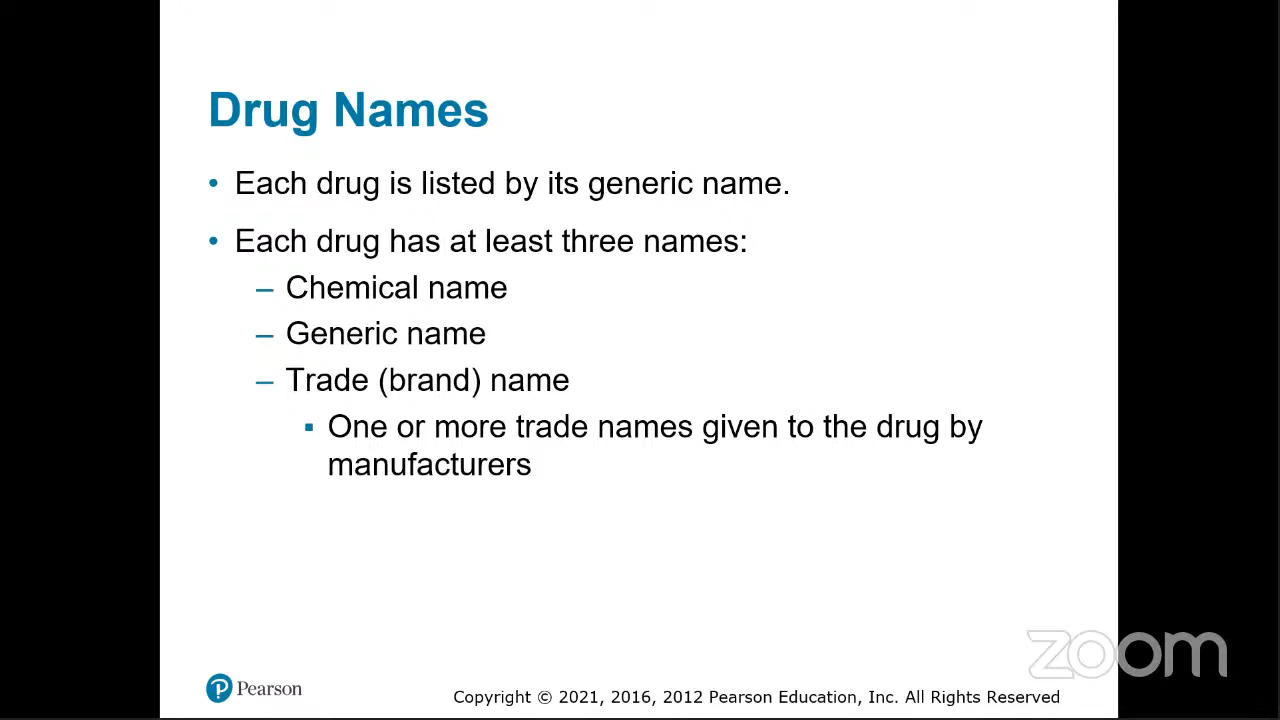 Drug Names
• Each drug is listed by its generic name.
• Each drug has at least three names:
– Chemical name
– Generic name
– Trade (brand) name
▪ One or more trade names given to the drug by
manufacturers
zoom
Pearson
Copyright © 2021, 2016, 2012 Pearson Education, Inc. All Rights Reserved